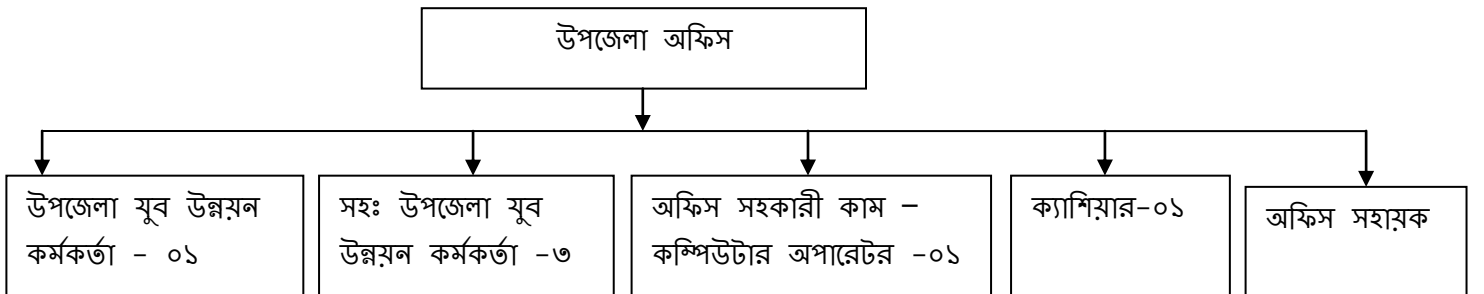 উপজেলা অফিস
উপজেলা যুব উন্নয়ন
কর্মকর্তা - ০১
সহঃ উপজেলা যুব
উন্নয়ন কর্মকর্তা -৩
অফিস সহকারী কাম –
কম্পিউটার অপারেটর -০১
ক্যাশিয়ার-০১
অফিস সহায়ক